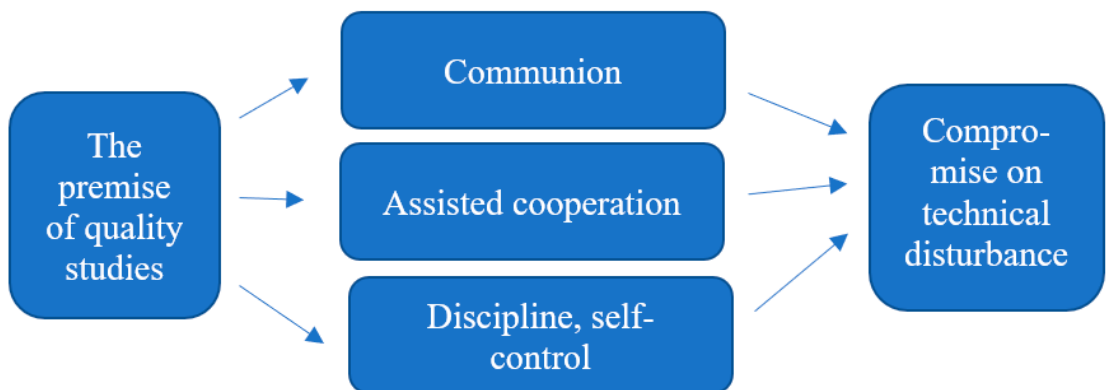 The
premise
of quality
studies
Communion
Assisted cooperation
Discipline, self-
control
Compro-
mise on
technical
disturbance